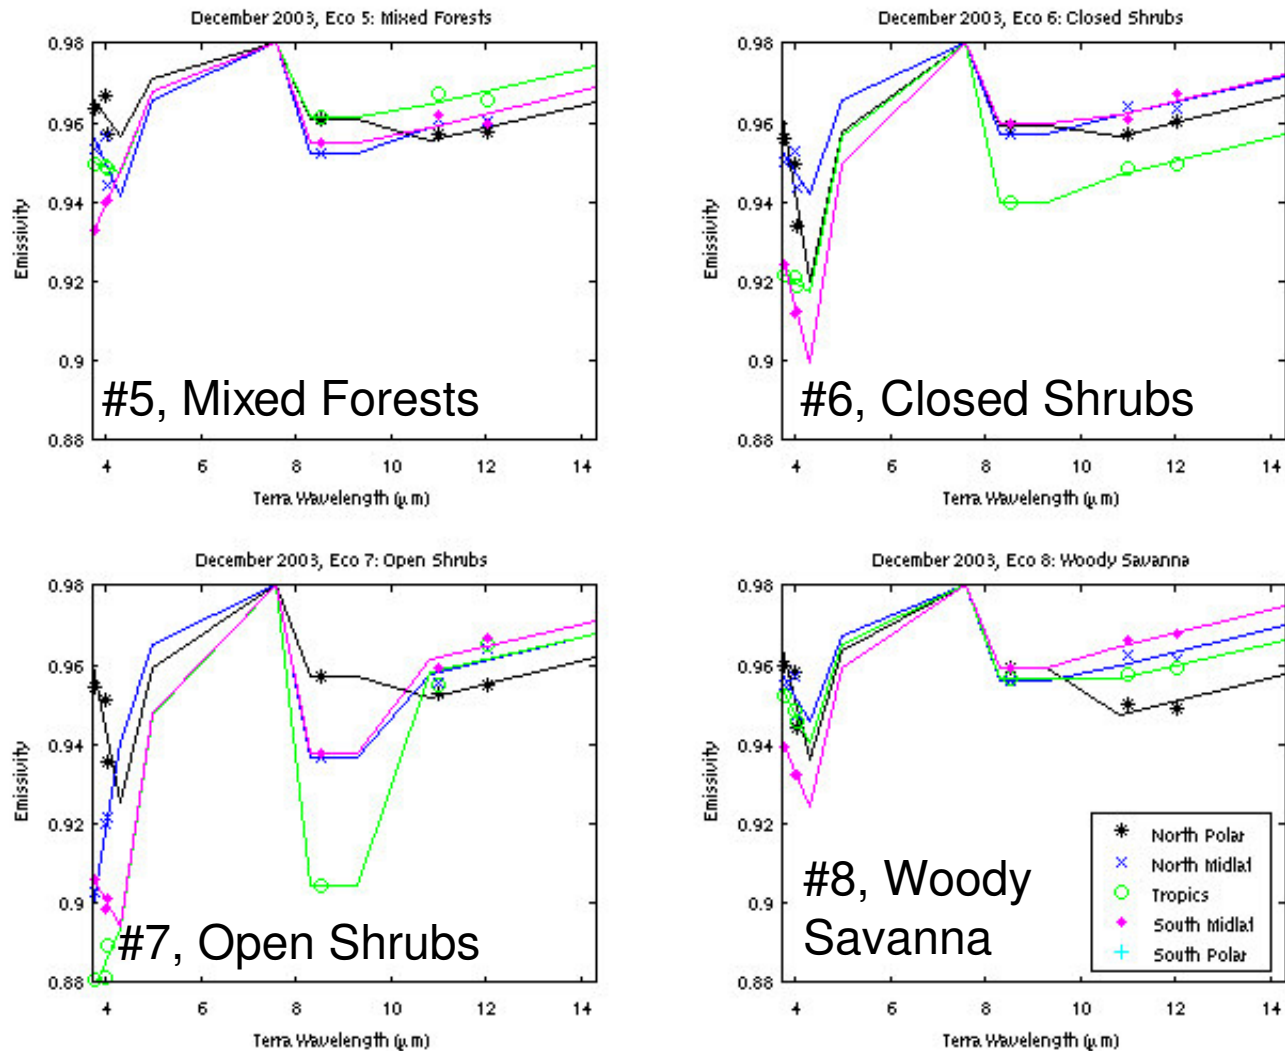 December 2003, Eco 5: Mixed Forests
0.98
0.96
0.94
0.92
0.9
0.88
Emissivity
#5, Mixed Forests
4 6 8 10 12 14
Terra Wavelength (μm)
December 2003, Eco 6: Closed Shrubs
0.98
0.96
0.94
0.92
0.9
0.88
Emissivity
#6, Closed Shrubs
4 6 8 10 12 14
Terra Wavelength (μm)
December 2003, Eco 7: Open Shrubs
0.98
0.96
0.94
0.92
0.9
0.88
Emissivity
#7, Open Shrubs
4 6 8 10 12 14
Terra Wavelength (μm)
December 2003, Eco 8: Woody Savanna
0.98
0.96
0.94
0.92
0.9
0.88
Emissivity
#8, Woody
Savanna
North Polar
North Midlat
Tropics
South Midlat
South Polar
4 6 8 10 12 14
Terra Wavelength (μm)